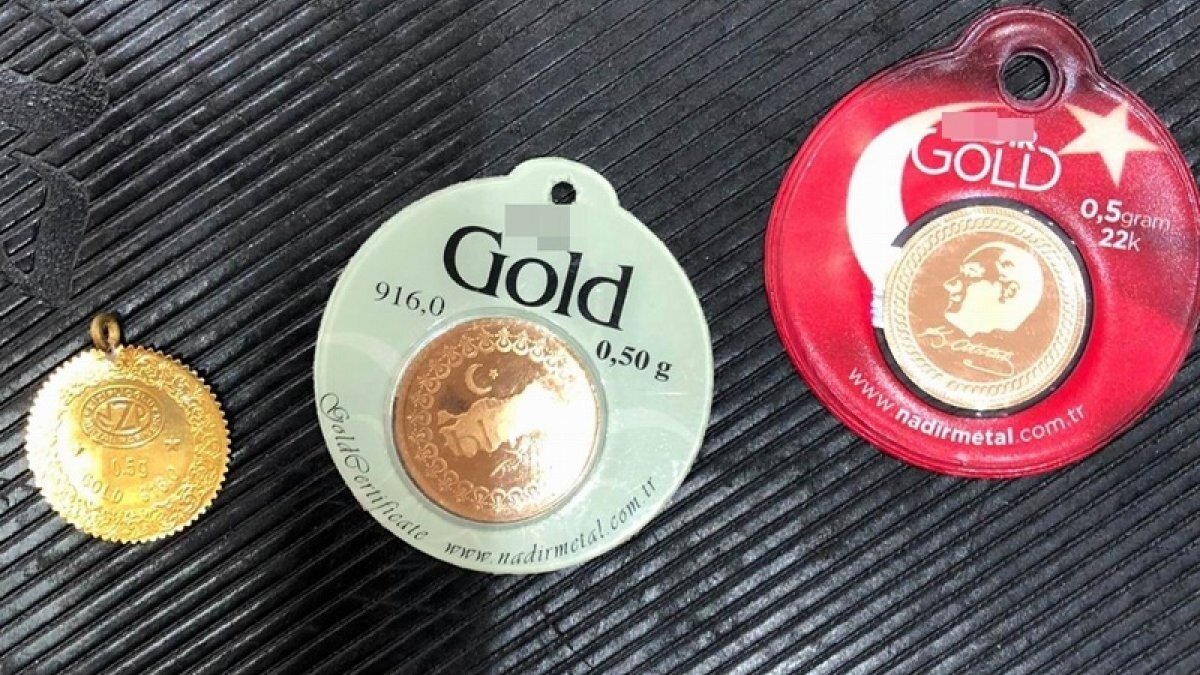 0.5g
GOLD
Gold
916,0
0,50 g
Gold Certificate
www.nadirmetal.com.tr
GOLD
0,5gram
22k
www.nadirmetal.com.tr